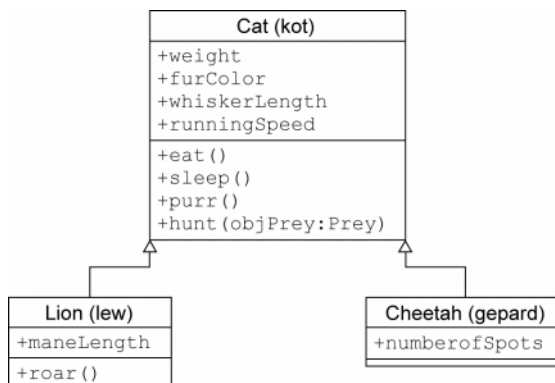 Cat (kot)
+weight
+furColor
+whiskerLength
+runningSpeed
+eat()
+sleep()
+purr()
+hunt(objPrey:Prey)
Lion (lew)
+maneLength
+roar()
Cheetah (gepard)
+numberofSpots